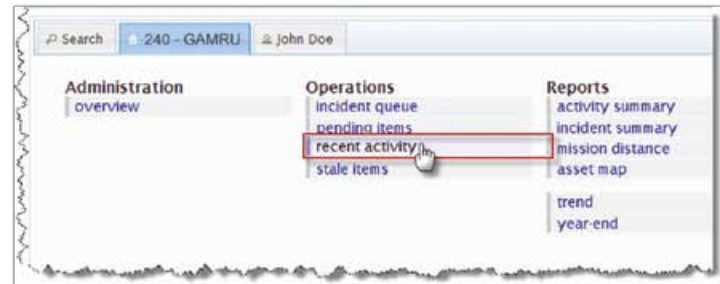 Search 240 - GAMRU John Doe
Administration
overview
Operations
incident queue
pending items
recent activity
stale items
Reports
activity summary
incident summary
mission distance
asset map
trend
year-end